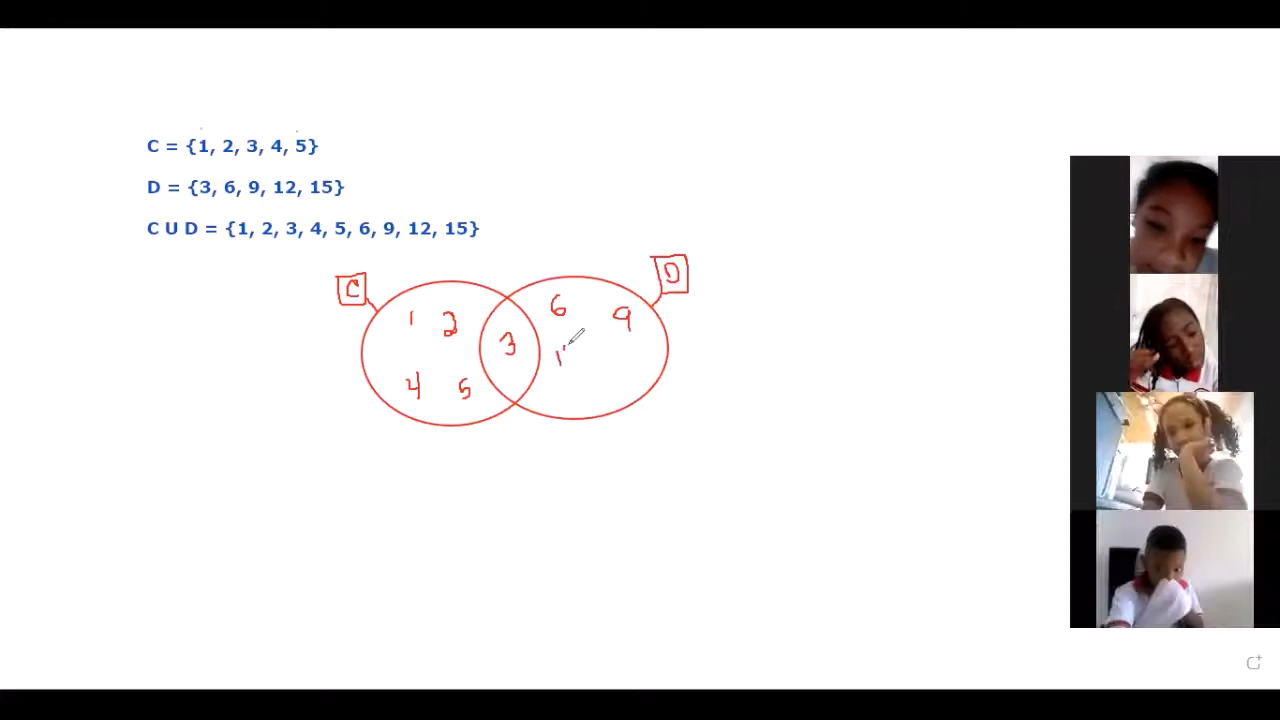 C = {1, 2, 3, 4, 5}
D = {3, 6, 9, 12, 15}
C U D = {1, 2, 3, 4, 5, 6, 9, 12, 15}
C
D
1 2 3 6 9
4 5 1